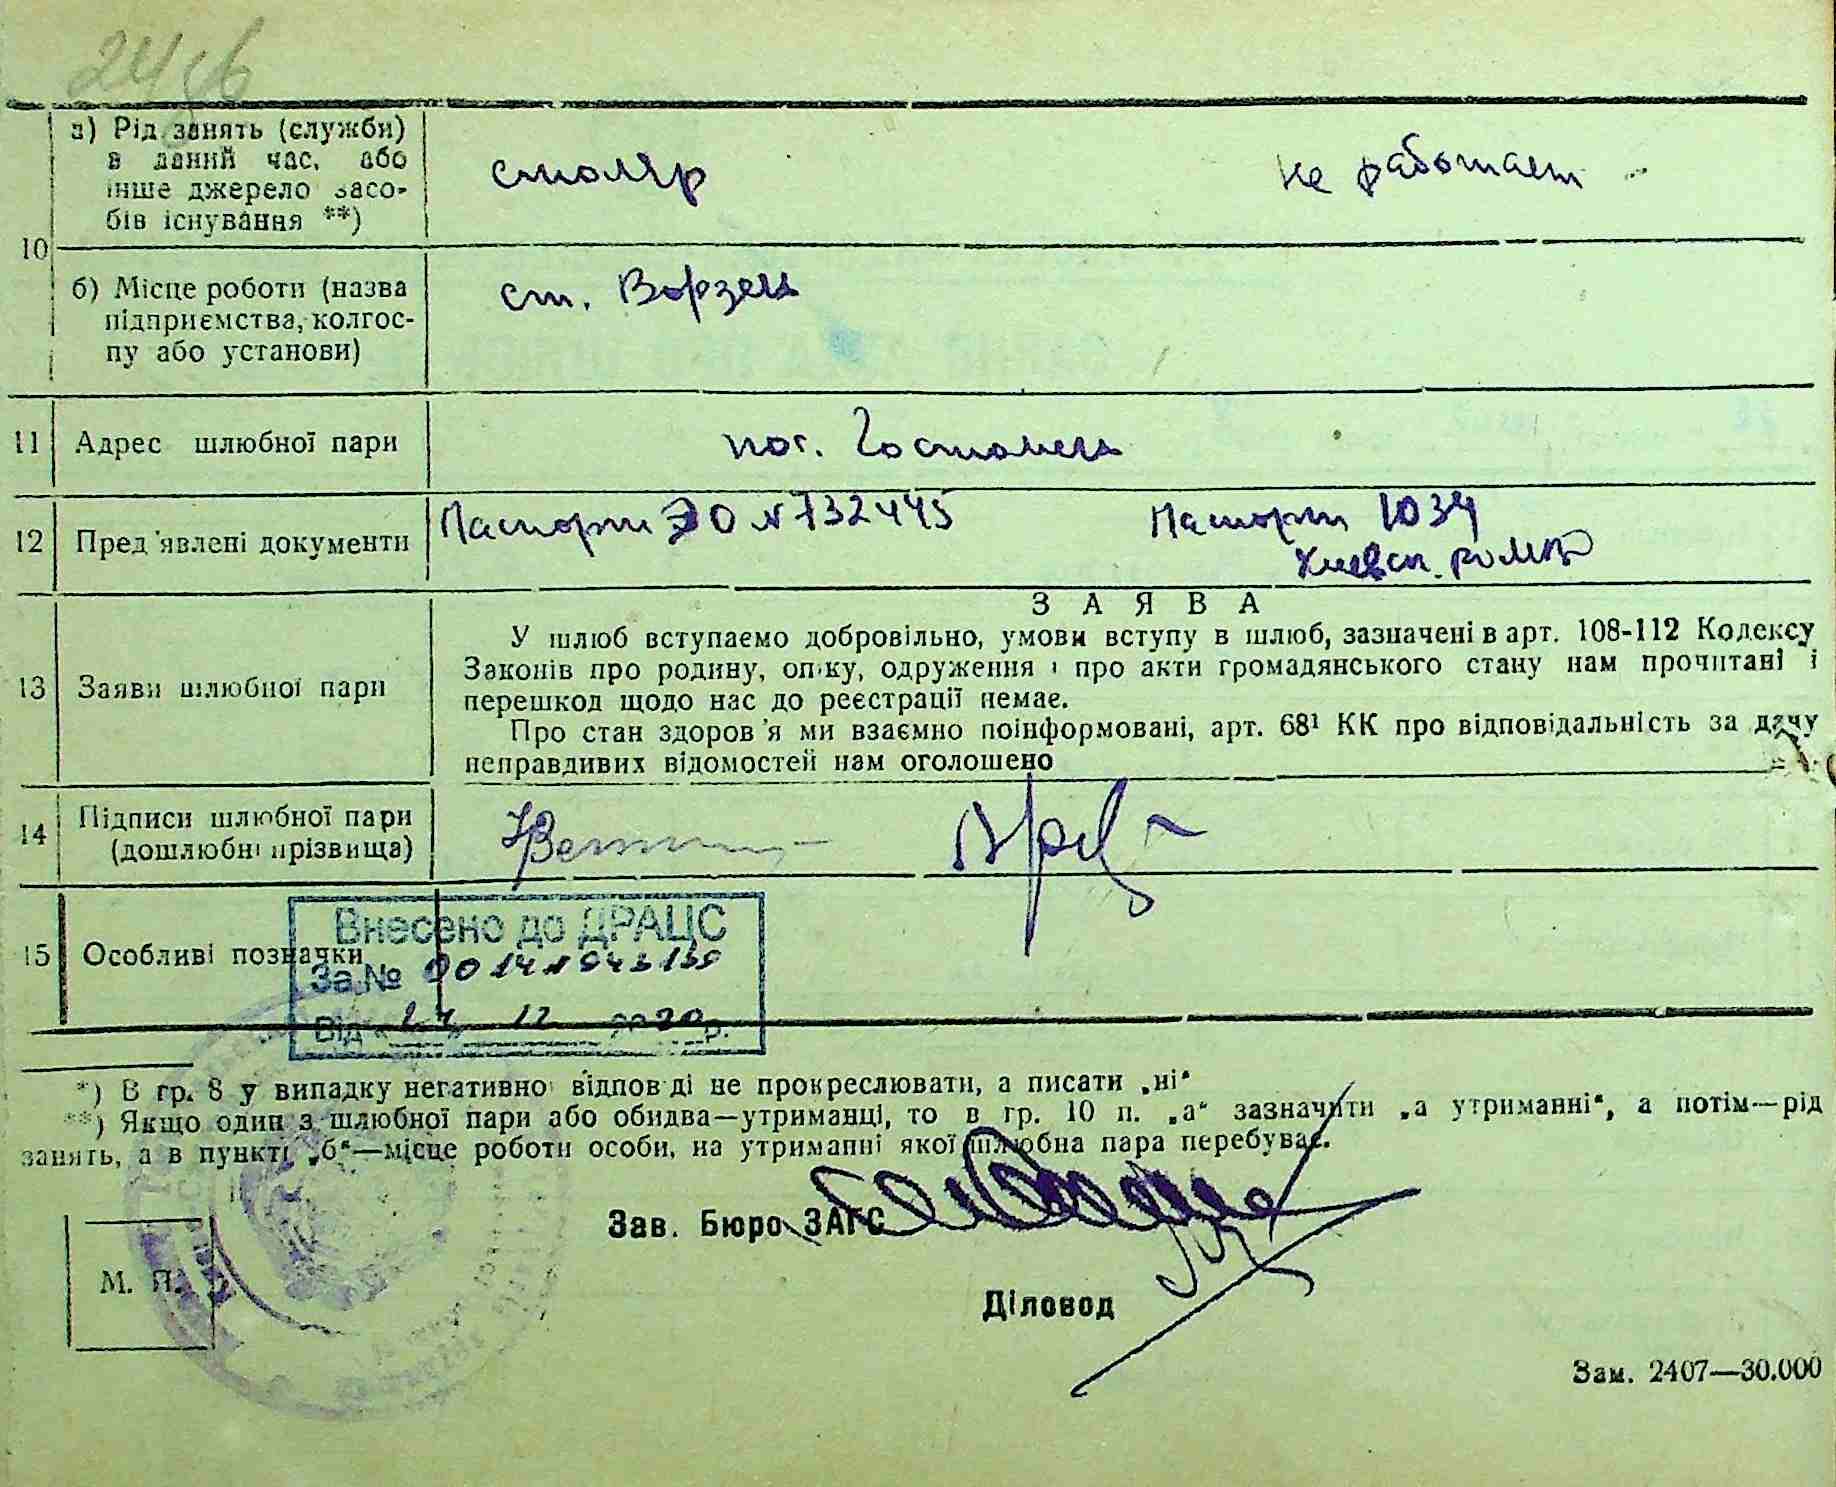 а) Рід занять (служби) столяр не работает
в даний час, або
інше джерело засо-
бів існування **)
10
б) Місце роботи (назва ст. Ворзель
підприємства, колгос-
пу або установи)
11 Адрес шлюбної пари пос. Гостомель
12 Пред'явлені документи Паспорт ЭО № 732445 Паспорт 1034
Киевск.
З А Я В А
У шлюб вступаємо добровільно, умови вступу в шлюб, зазначені в арт. 108-112 Кодексу
Законів про родину, опіку, одруження і про акти громадянського стану нам прочитані і
13 Заяви шлюбної пари перешкод щодо нас до реєстрації немає.
Про стан здоров'я ми взаємно поінформовані, арт. 68¹ КК про відповідальність за дачу
неправдивих відомостей нам оголошено
14 Підписи шлюбної пари
(дошлюбні прізвища)
Внесено до ДРАЦС
15 Особливі позначки
За №
Від 12 2020 р.
*) В гр. 8 у випадку негативної відповіді не прокреслювати, а писати „ні“
**) Якщо один з шлюбної пари або обидва—утриманці, то в гр. 10 п. „а“ зазначити „а утриманні“, а потім—рід
занять, а в пункті „б“—місце роботи особи, на утриманні якої шлюбна пара перебуває.
Зав. Бюро ЗАГС
М. П.
Діловод
Зам. 2407—30.000